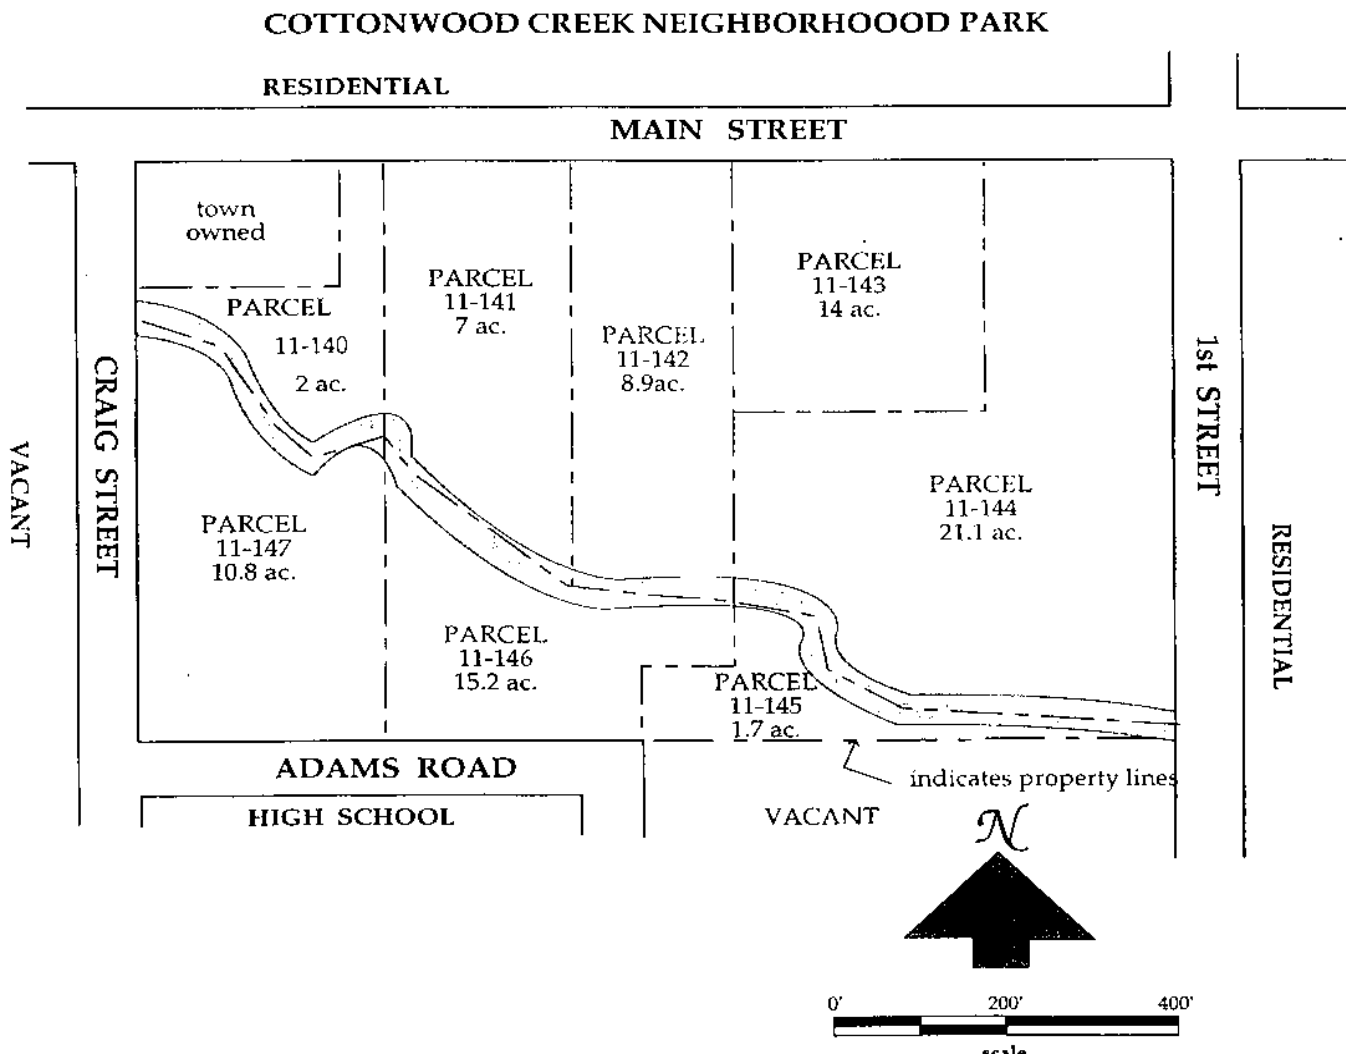 COTTONWOOD CREEK NEIGHBORHOOOD PARK
RESIDENTIAL
MAIN STREET
town
owned
PARCEL
11-140
2 ac.
PARCEL
11-141
7 ac.
PARCEL
11-142
8.9ac.
PARCEL
11-143
14 ac.
PARCEL
11-144
21.1 ac.
1st STREET
RESIDENTIAL
VACANT
CRAIG STREET
PARCEL
11-147
10.8 ac.
PARCEL
11-146
15.2 ac.
PARCEL
11-145
1.7 ac.
ADAMS ROAD
HIGH SCHOOL
indicates property lines
VACANT
N
0' 200' 400'
scale